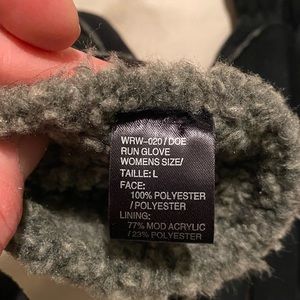 WRW-020/DOE
RUN GLOVE
WOMENS SIZE/
TAILLE: L
FACE:
100% POLYESTER
/ POLYESTER
LINING:
77% MOD ACRYLIC
/ 23% POLYESTER